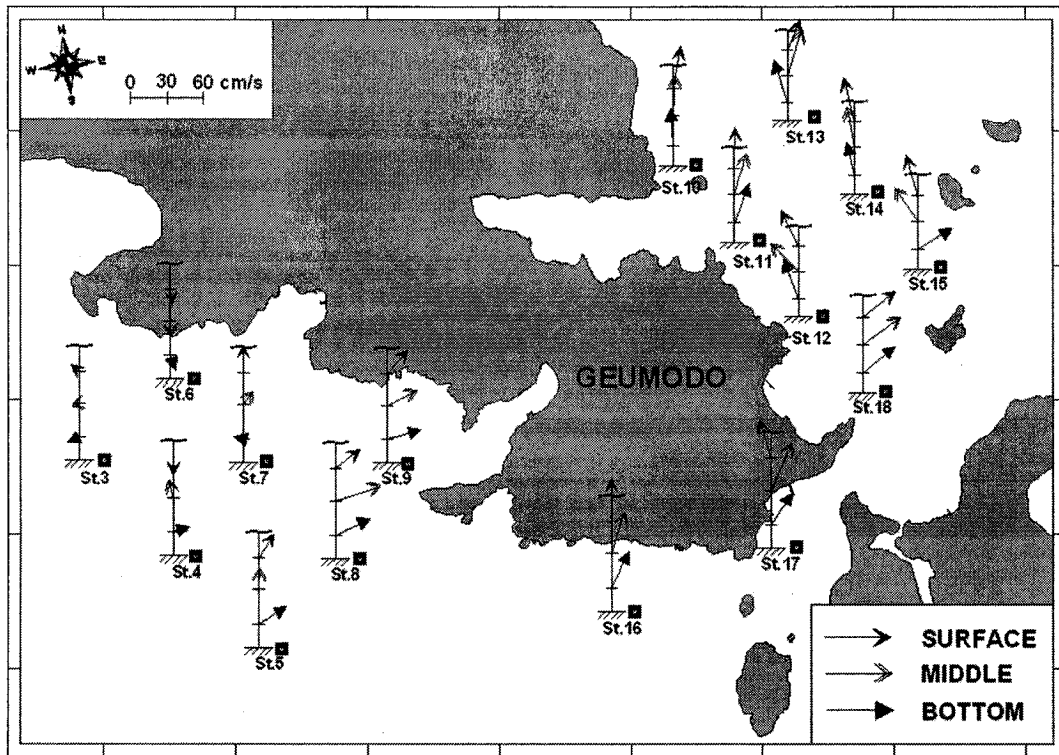 N
W E
S
0 30 60 cm/s
St.13
St.10
St.14
St.11
St.15
St.12
St.6
GEUMODO
St.18
St.3
St.7
St.9
St.4
St.8
St.17
St.16
St.5
SURFACE
MIDDLE
BOTTOM